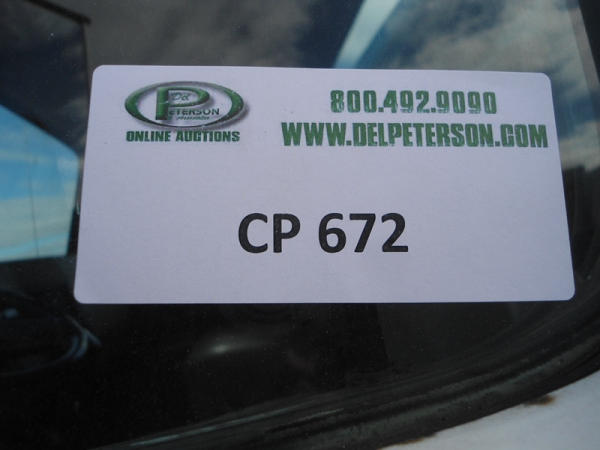 Del
PETERSON
ONLINE AUCTIONS
800.492.9090
WWW.DELPETERSON.COM
CP 672